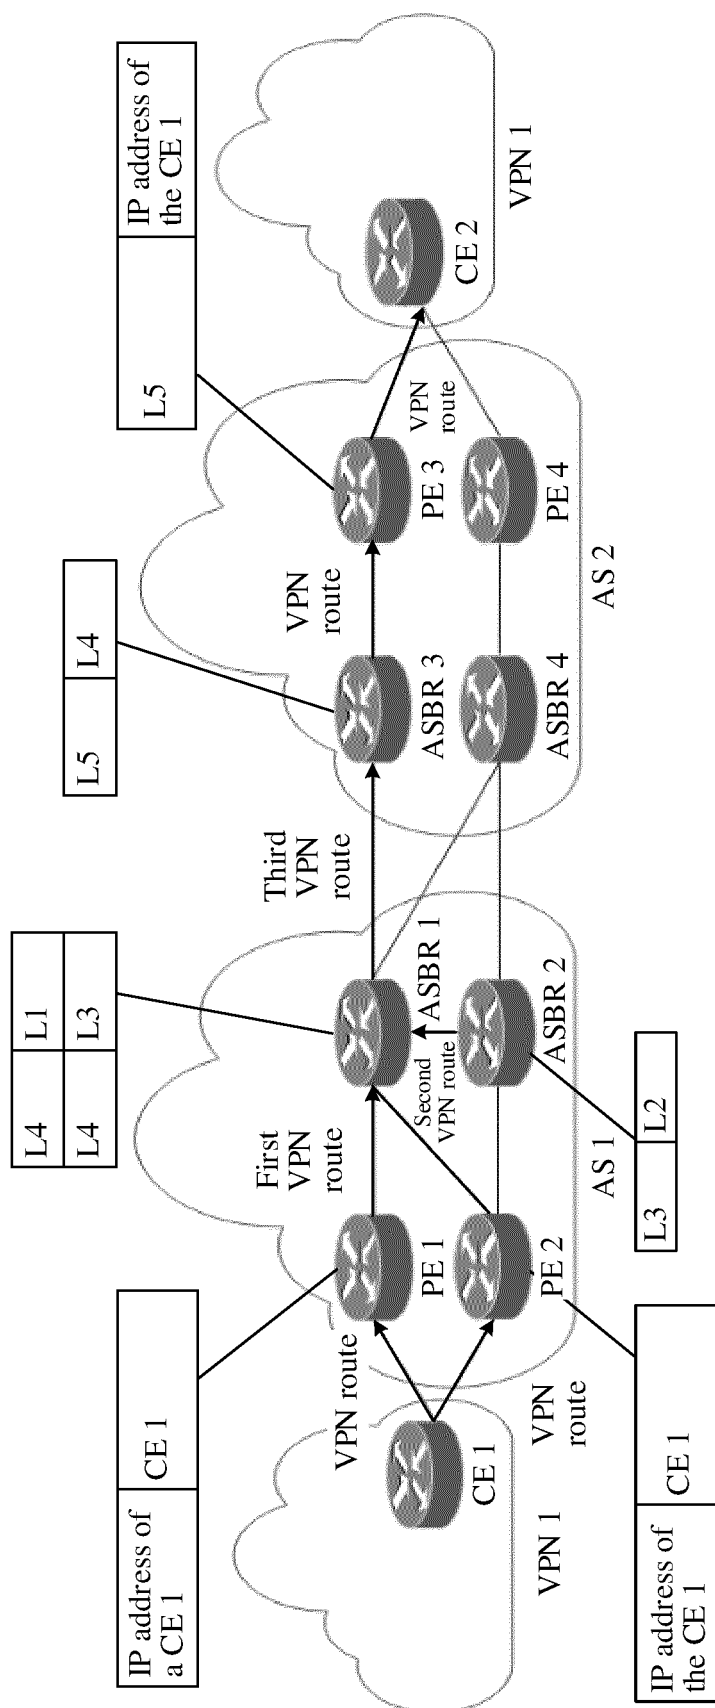 L4 L1
L4 L3
L5 L4
IP address of
a CE 1
CE 1
L5
IP address of
the CE 1
First
VPN
route
Third
VPN
route
VPN
route
VPN route
PE 1
ASBR 1
ASBR 3
PE 3
Second
VPN route
VPN
route
CE 1
CE 2
VPN 1
VPN 1
VPN
route
PE 2
ASBR 2
ASBR 4
PE 4
AS 1
AS 2
L3 L2
IP address of
the CE 1
CE 1